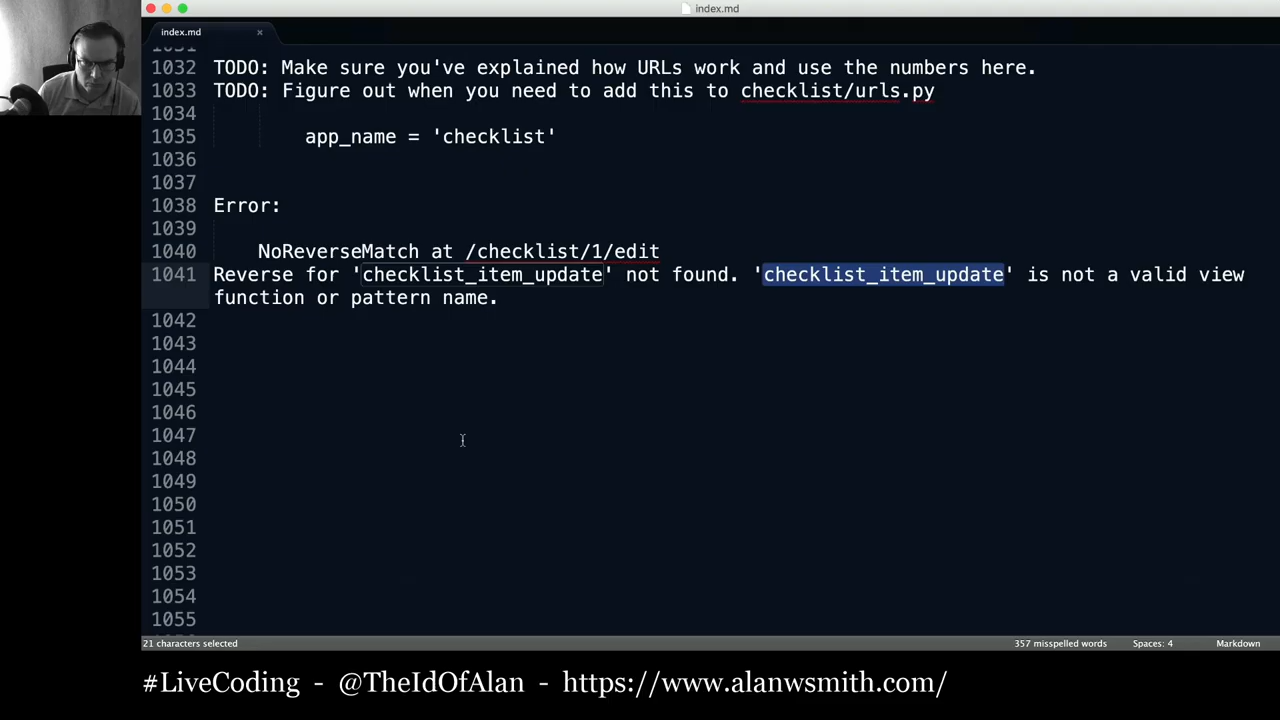 index.md
index.md ×
1031
1032 TODO: Make sure you've explained how URLs work and use the numbers here.
1033 TODO: Figure out when you need to add this to checklist/urls.py
1034
1035 app_name = 'checklist'
1036
1037
1038 Error:
1039
1040 NoReverseMatch at /checklist/1/edit
1041 Reverse for 'checklist_item_update' not found. 'checklist_item_update' is not a valid view
function or pattern name.
1042
1043
1044
1045
1046
1047
1048
1049
1050
1051
1052
1053
1054
1055
21 characters selected 357 misspelled words Spaces: 4 Markdown
#LiveCoding - @TheIdOfAlan - https://www.alanwsmith.com/